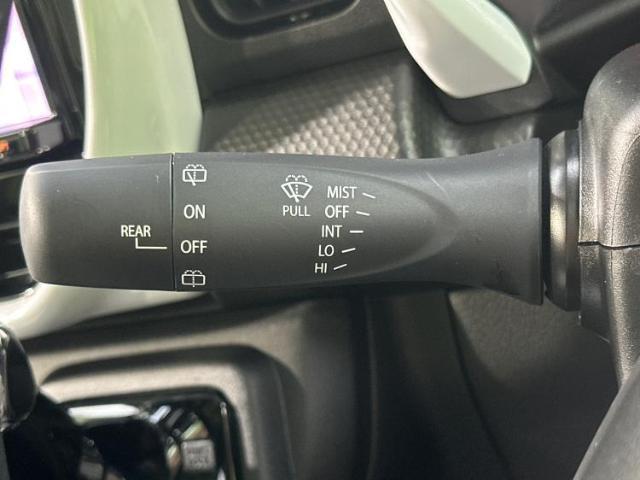 REAR
ON
OFF
PULL
MIST
OFF
INT
LO
HI